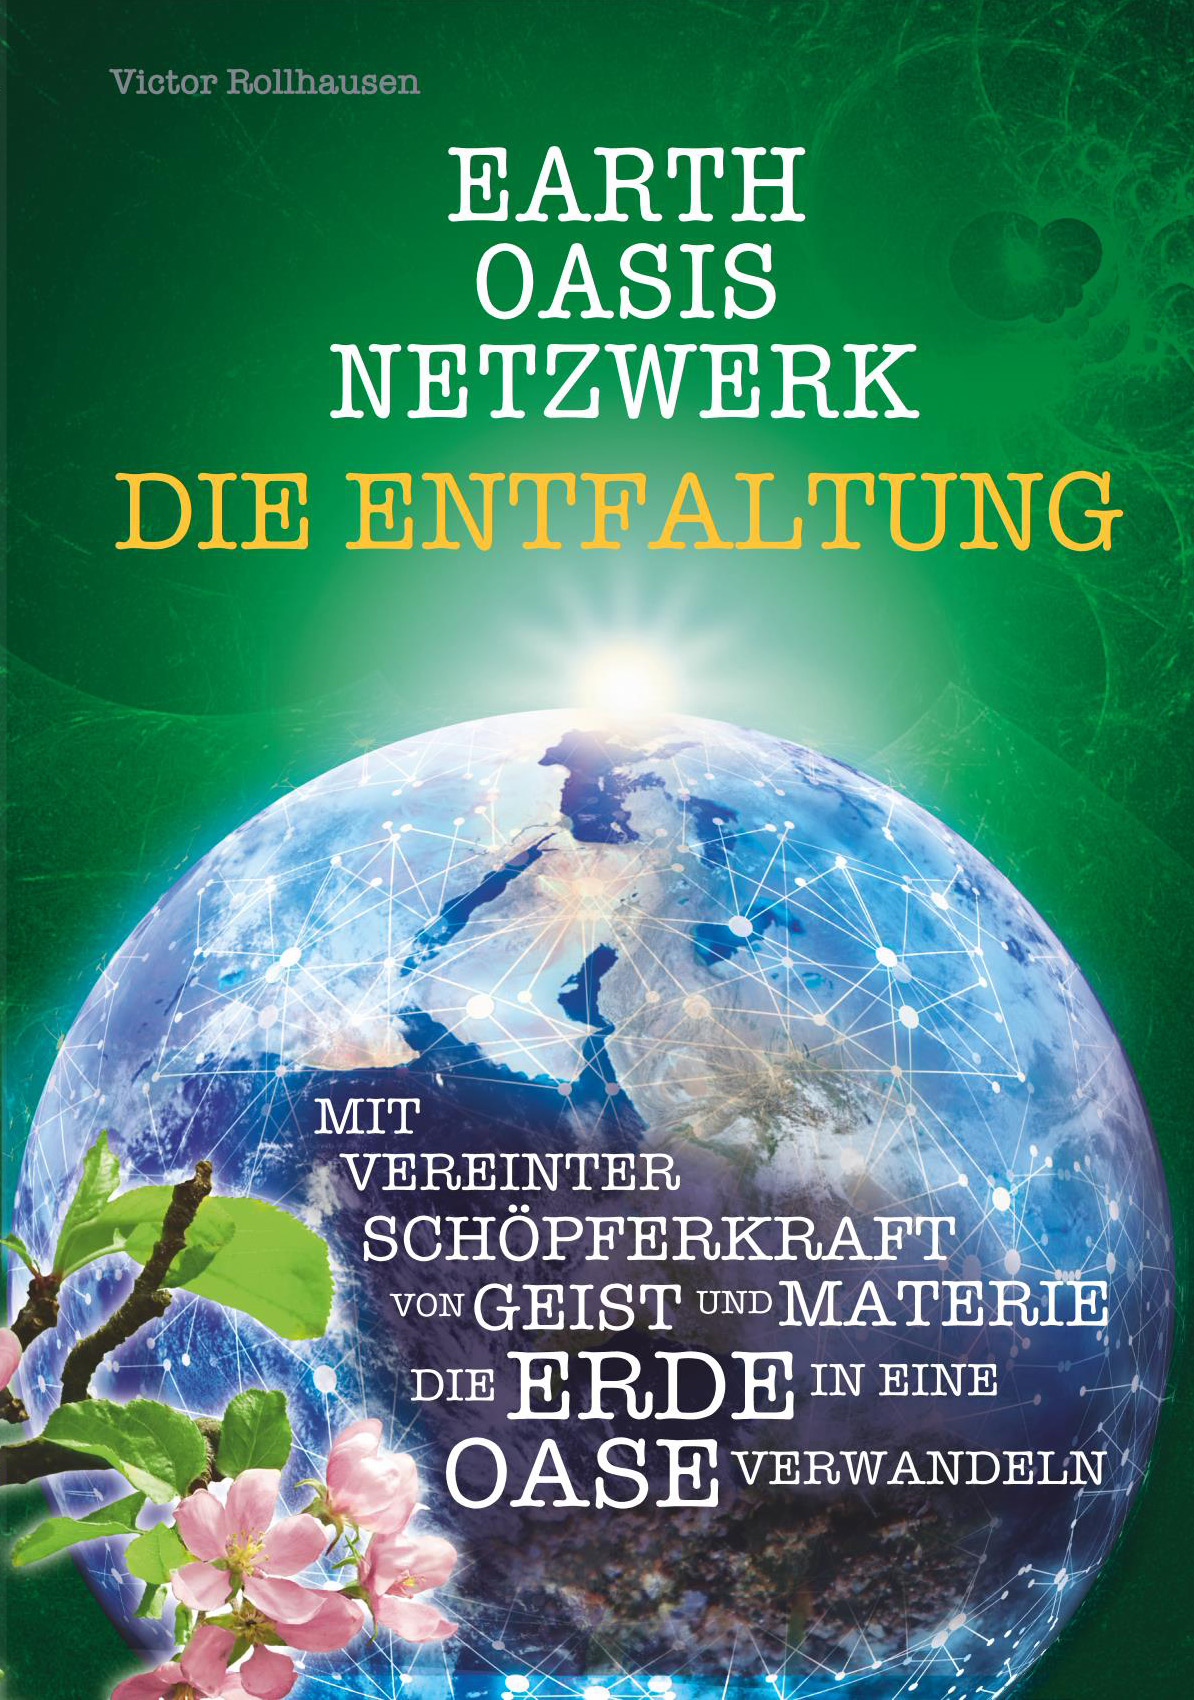 Victor Rollhausen
EARTH
OASIS
NETZWERK
DIE ENTFALTUNG
MIT
VEREINTER
SCHÖPFERKRAFT
VON GEIST UND MATERIE
DIE ERDE IN EINE
OASE VERWANDELN